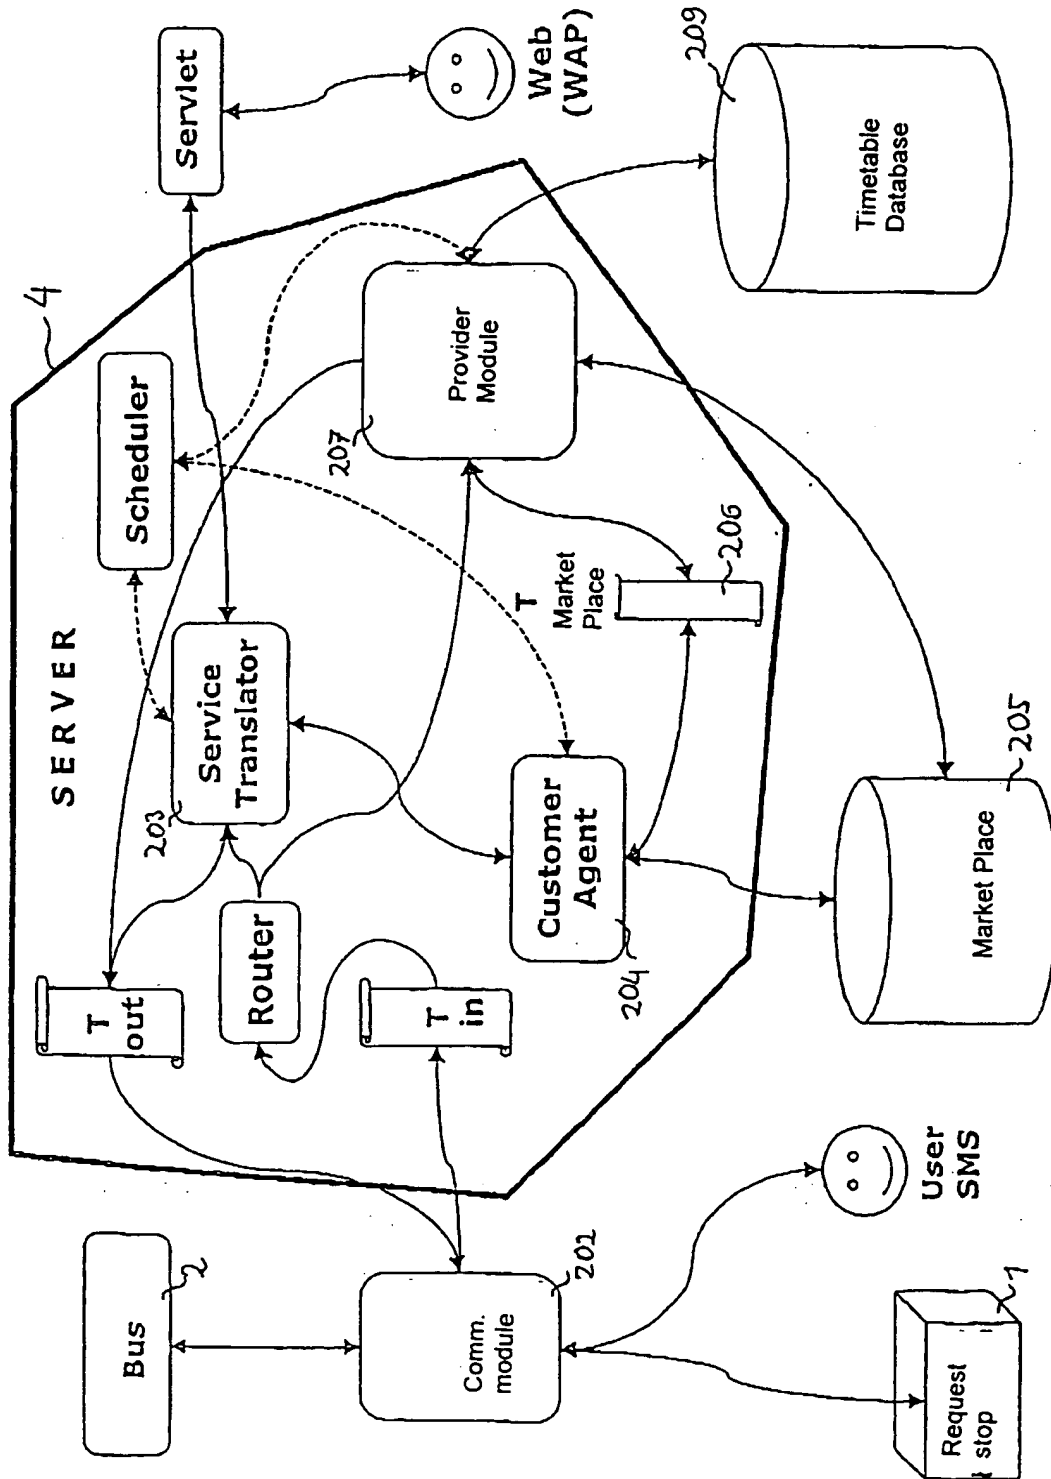 SERVER
4
Bus
2
T
out
Scheduler
Servlet
Router
203
Service
Translator
Comm.
module
202
T
in
207
Provider
Module
Web
(WAP)
Customer
Agent
204
T
Market
Place
206
209
Timetable
Database
User
SMS
Request
stop
1
Market Place
205